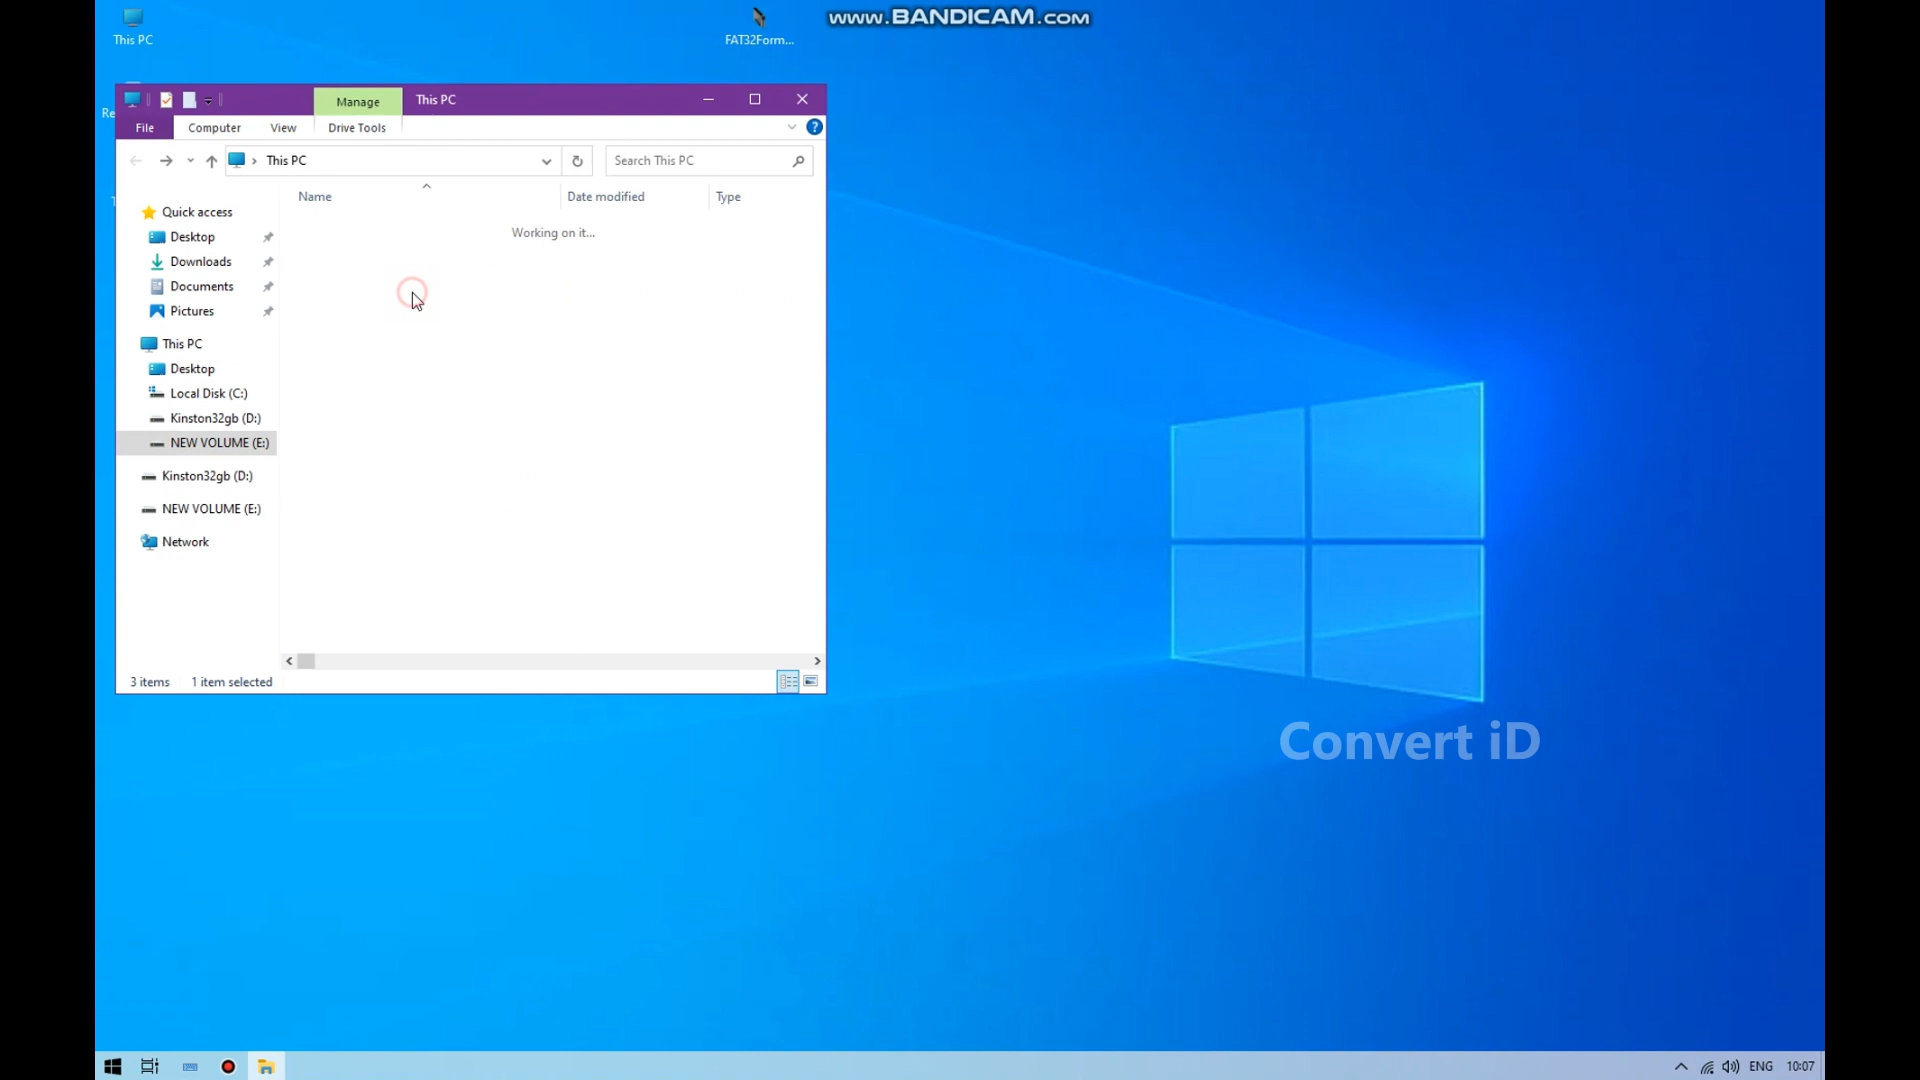 This PC
FAT32Form...
www.BANDICAM.com
Re
Manage
This PC
File
Computer
View
Drive Tools
This PC
Search This PC
Name
Date modified
Type
Working on it...
Quick access
Desktop
Downloads
Documents
Pictures
This PC
Desktop
Local Disk (C:)
Kinston32gb (D:)
NEW VOLUME (E:)
Kinston32gb (D:)
NEW VOLUME (E:)
Network
3 items
1 item selected
Convert iD
ENG
10:07